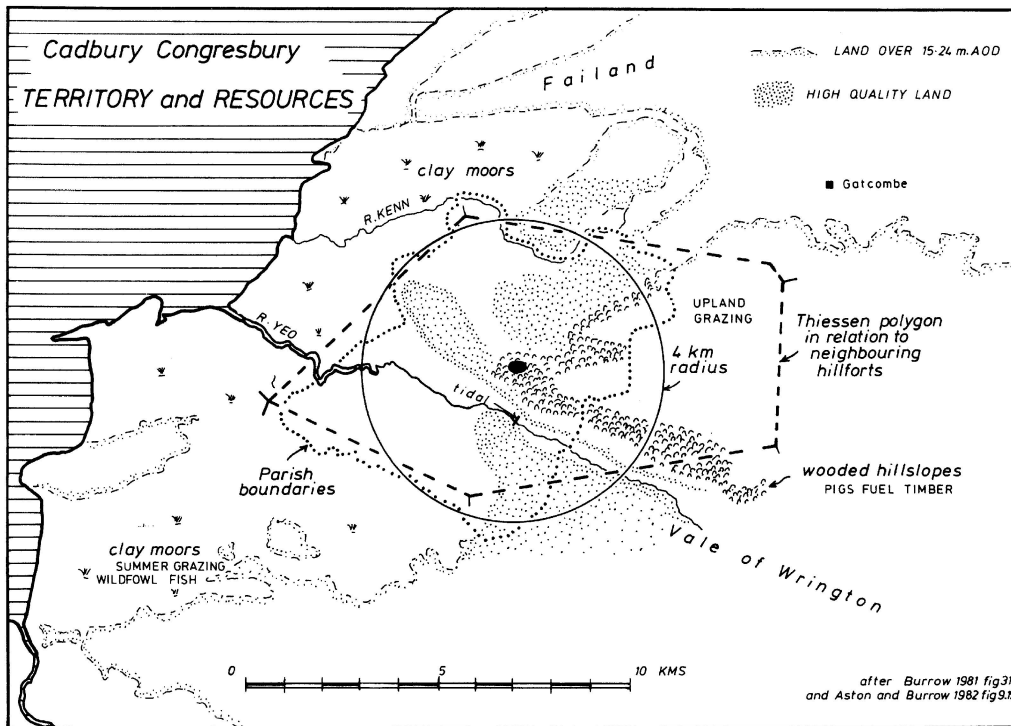 Cadbury Congresbury
TERRITORY and RESOURCES
LAND OVER 15·24 m. AOD
HIGH QUALITY LAND
Failand
clay moors
Gatcombe
R. KENN
UPLAND
GRAZING
Thiessen polygon
in relation to
neighbouring
hillforts
R. YEO
4 km
radius
tidal
Parish
boundaries
wooded hillslopes
PIGS FUEL TIMBER
clay moors
SUMMER GRAZING
WILDFOWL FISH
Vale of Wrington
0 5 10 KMS
after Burrow 1981 fig 31
and Aston and Burrow 1982